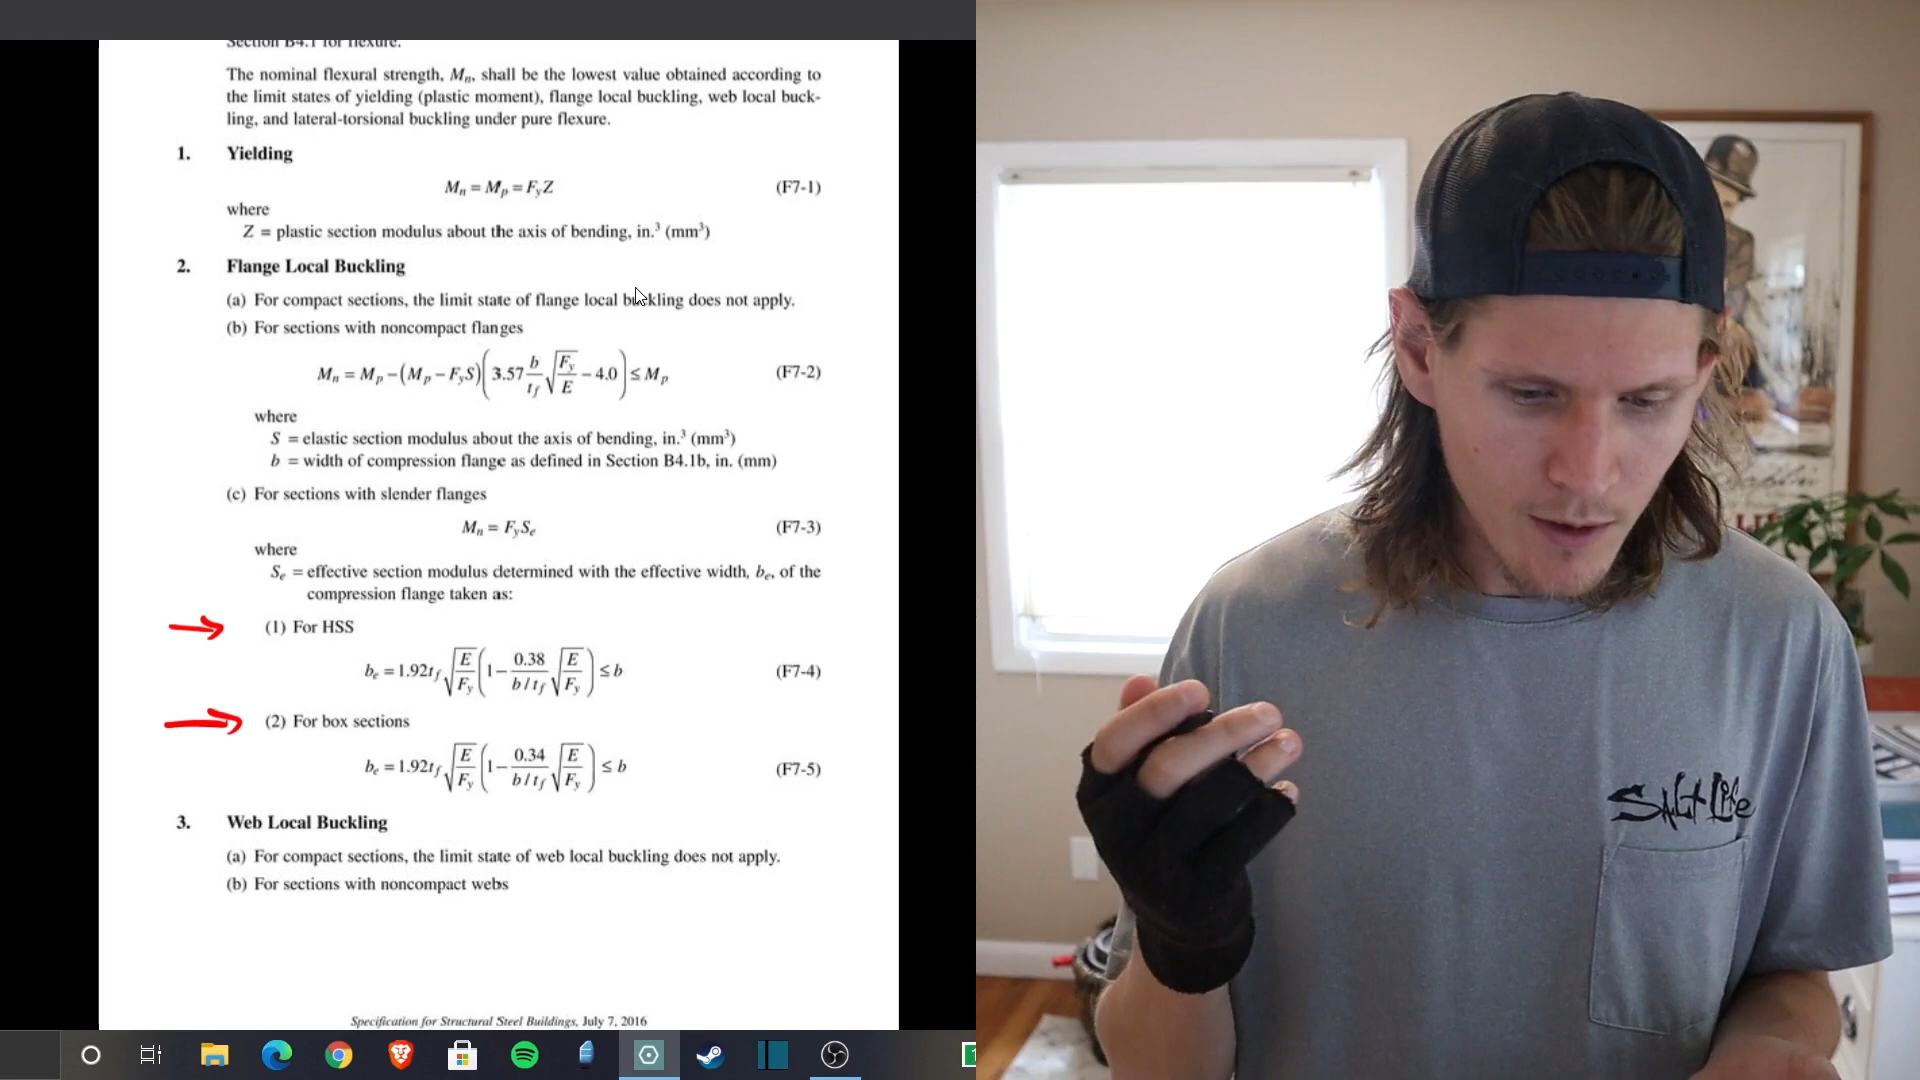 Section B4.1 for flexure.
The nominal flexural strength, Mn, shall be the lowest value obtained according to
the limit states of yielding (plastic moment), flange local buckling, web local buck-
ling, and lateral-torsional buckling under pure flexure.
1. Yielding
Mn = Mp = FyZ (F7-1)
where
Z = plastic section modulus about the axis of bending, in.³ (mm³)
2. Flange Local Buckling
(a) For compact sections, the limit state of flange local buckling does not apply.
(b) For sections with noncompact flanges
Mn = Mp − (Mp − FyS)(3.57 b/tf √(Fy/E) − 4.0) ≤ Mp (F7-2)
where
S = elastic section modulus about the axis of bending, in.³ (mm³)
b = width of compression flange as defined in Section B4.1b, in. (mm)
(c) For sections with slender flanges
Mn = FySe (F7-3)
where
Se = effective section modulus determined with the effective width, be, of the
compression flange taken as:
(1) For HSS
be = 1.92tf √(E/Fy) (1 − 0.38/(b/tf) √(E/Fy)) ≤ b (F7-4)
(2) For box sections
be = 1.92tf √(E/Fy) (1 − 0.34/(b/tf) √(E/Fy)) ≤ b (F7-5)
3. Web Local Buckling
(a) For compact sections, the limit state of web local buckling does not apply.
(b) For sections with noncompact webs
Specification for Structural Steel Buildings, July 7, 2016
Salt Life